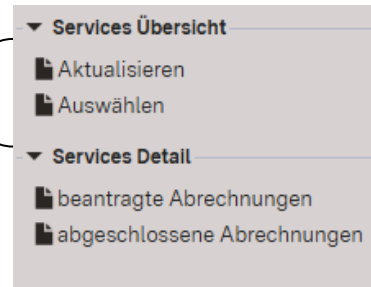 Services Übersicht
Aktualisieren
Auswählen
Services Detail
beantragte Abrechnungen
abgeschlossene Abrechnungen